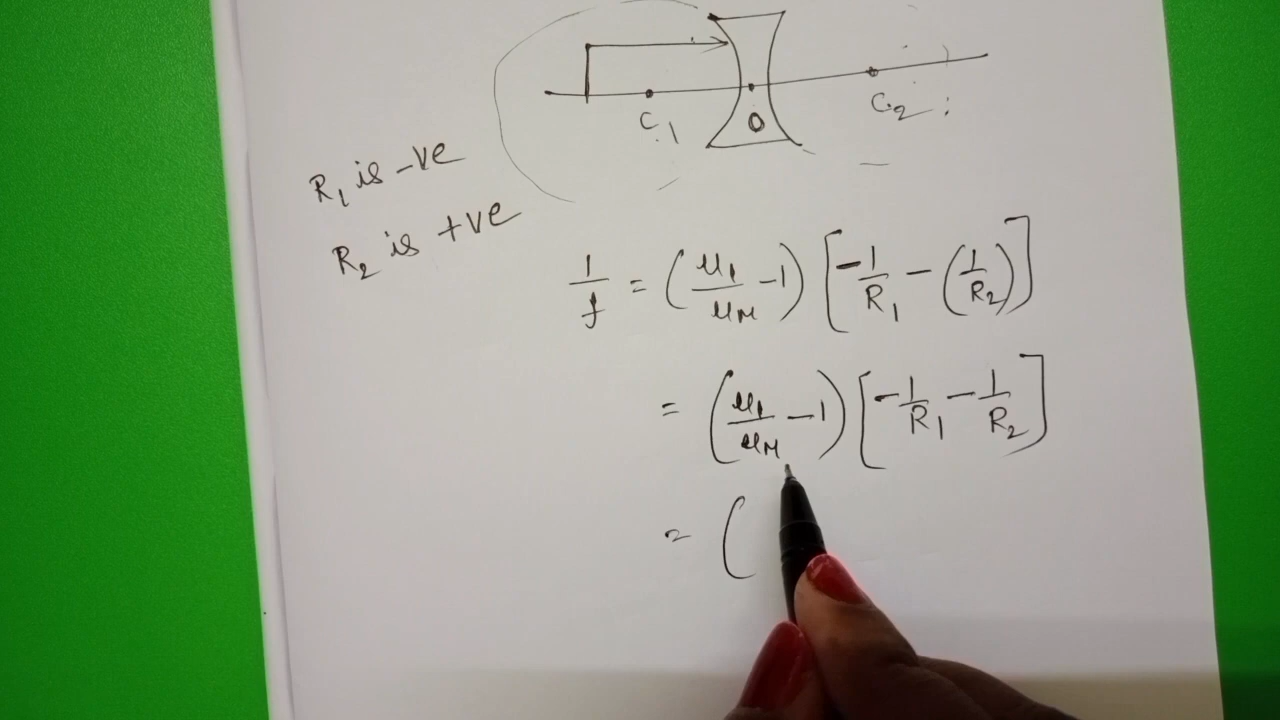 C₁ O C₂
R₁ is -ve
R₂ is +ve
1/f = (μ₁/μₘ - 1) [-1/R₁ - (1/R₂)]
= (μ₁/μₘ - 1) [-1/R₁ - 1/R₂]
= (